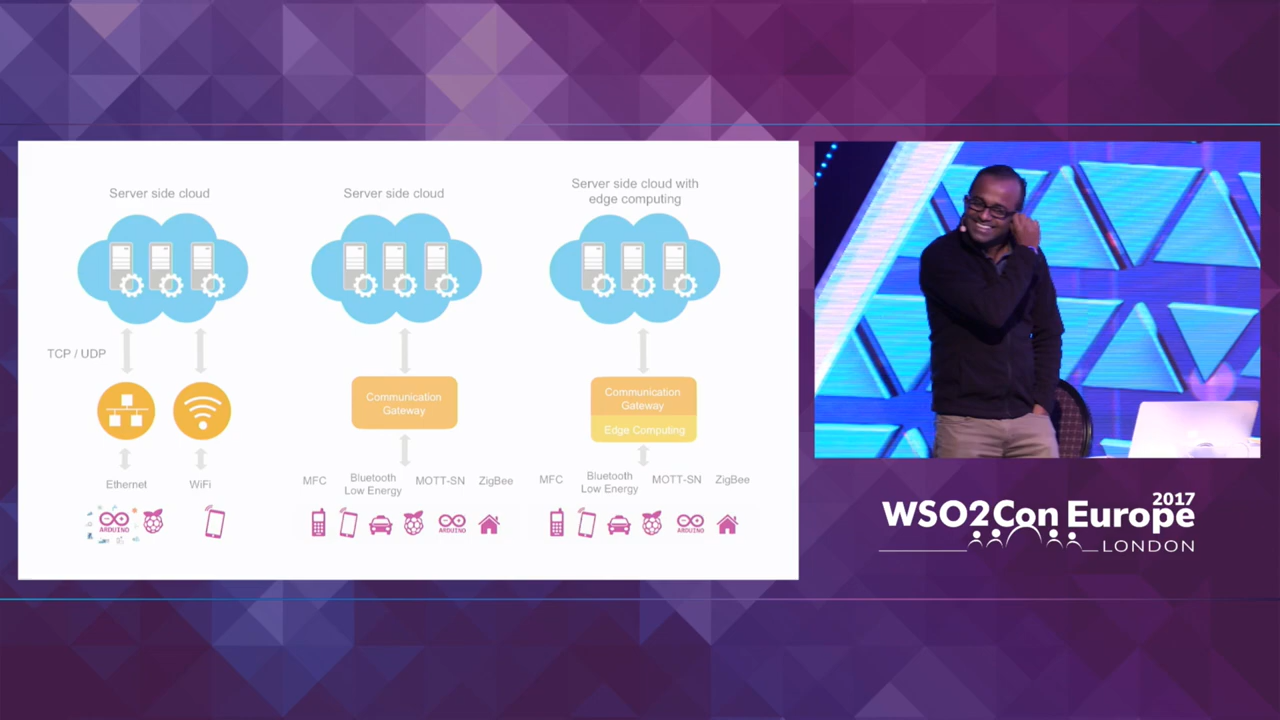 Server side cloud
TCP / UDP
Ethernet
WiFi
ARDUINO
Server side cloud
Communication
Gateway
MFC
Bluetooth
Low Energy
MOTT-SN
ZigBee
ARDUINO
Server side cloud with
edge computing
Communication
Gateway
Edge Computing
MFC
Bluetooth
Low Energy
MOTT-SN
ZigBee
ARDUINO
2017
WSO2Con Europe
LONDON